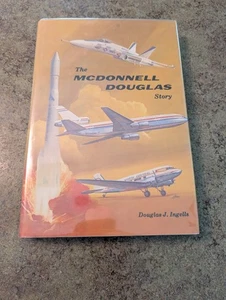 The
MCDONNELL
DOUGLAS
Story
Douglas J. Ingells